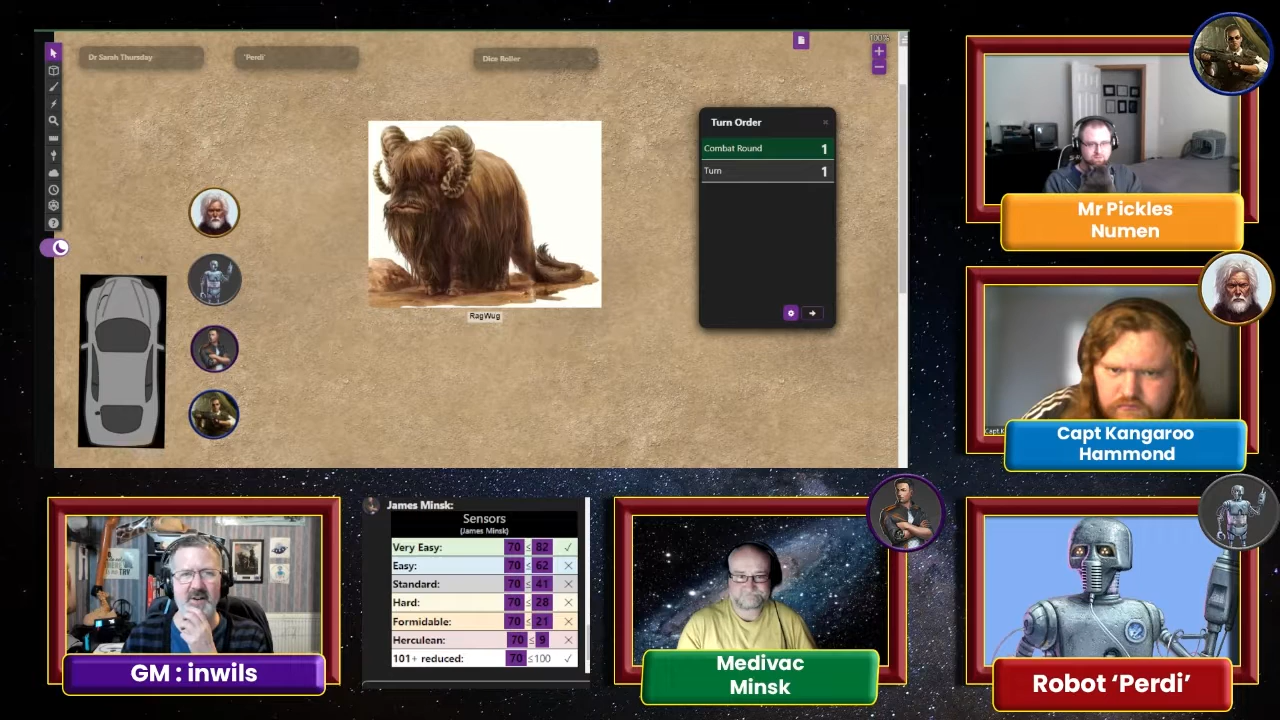 Dr Sarah Thursday
'Perdi'
Dice Roller
100%
Turn Order
Combat Round 1
Turn 1
RagWug
Mr Pickles
Numen
Capt Kangaroo
Hammond
James Minsk:
Sensors
(James Minsk)
Very Easy: 70 ≤ 82 ✓
Easy: 70 ≤ 62 ×
Standard: 70 ≤ 41 ×
Hard: 70 ≤ 28 ×
Formidable: 70 ≤ 21 ×
Herculean: 70 ≤ 9 ×
101+ reduced: 70 ≤100 ✓
GM : inwils
Medivac
Minsk
Robot ‘Perdi’